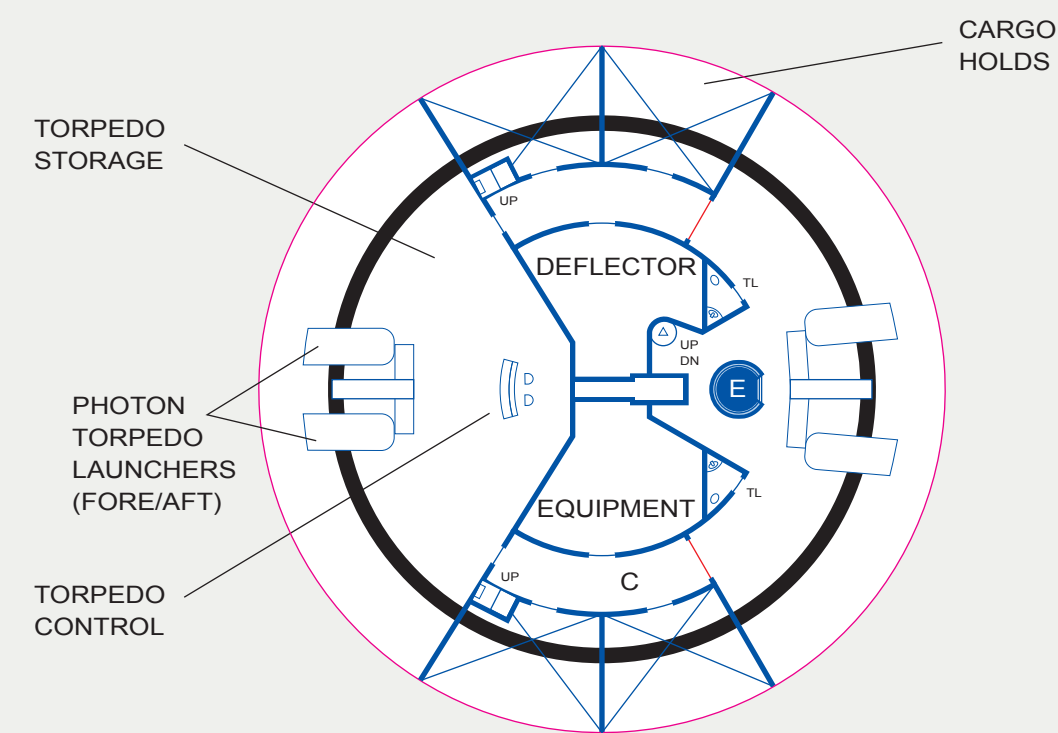 CARGO
HOLDS
TORPEDO
STORAGE
UP
DEFLECTOR
TL
UP
DN
E
PHOTON
TORPEDO
LAUNCHERS
(FORE/AFT)
TL
EQUIPMENT
UP
C
TORPEDO
CONTROL